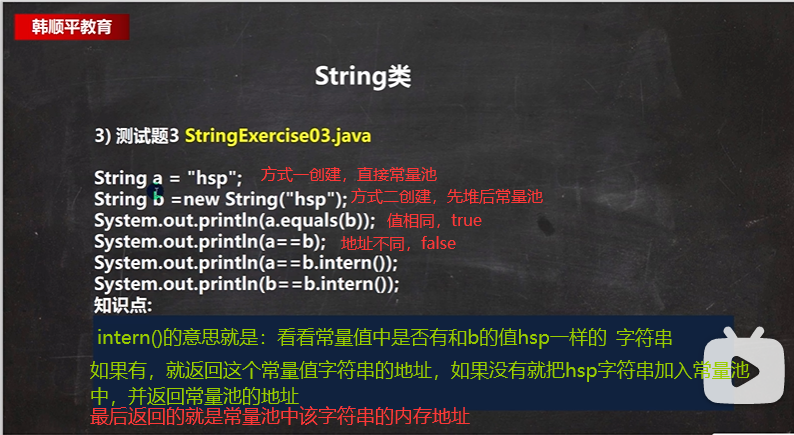 韩顺平教育
String类
3) 测试题3 StringExercise03.java
String a = "hsp"; 方式一创建，直接常量池
String b =new String("hsp"); 方式二创建，先堆后常量池
System.out.println(a.equals(b)); 值相同，true
System.out.println(a==b); 地址不同，false
System.out.println(a==b.intern());
System.out.println(b==b.intern());
知识点:
intern()的意思就是：看看常量值中是否有和b的值hsp一样的 字符串
如果有，就返回这个常量值字符串的地址，如果没有就把hsp字符串加入常量池
中，并返回常量池的地址
最后返回的就是常量池中该字符串的内存地址